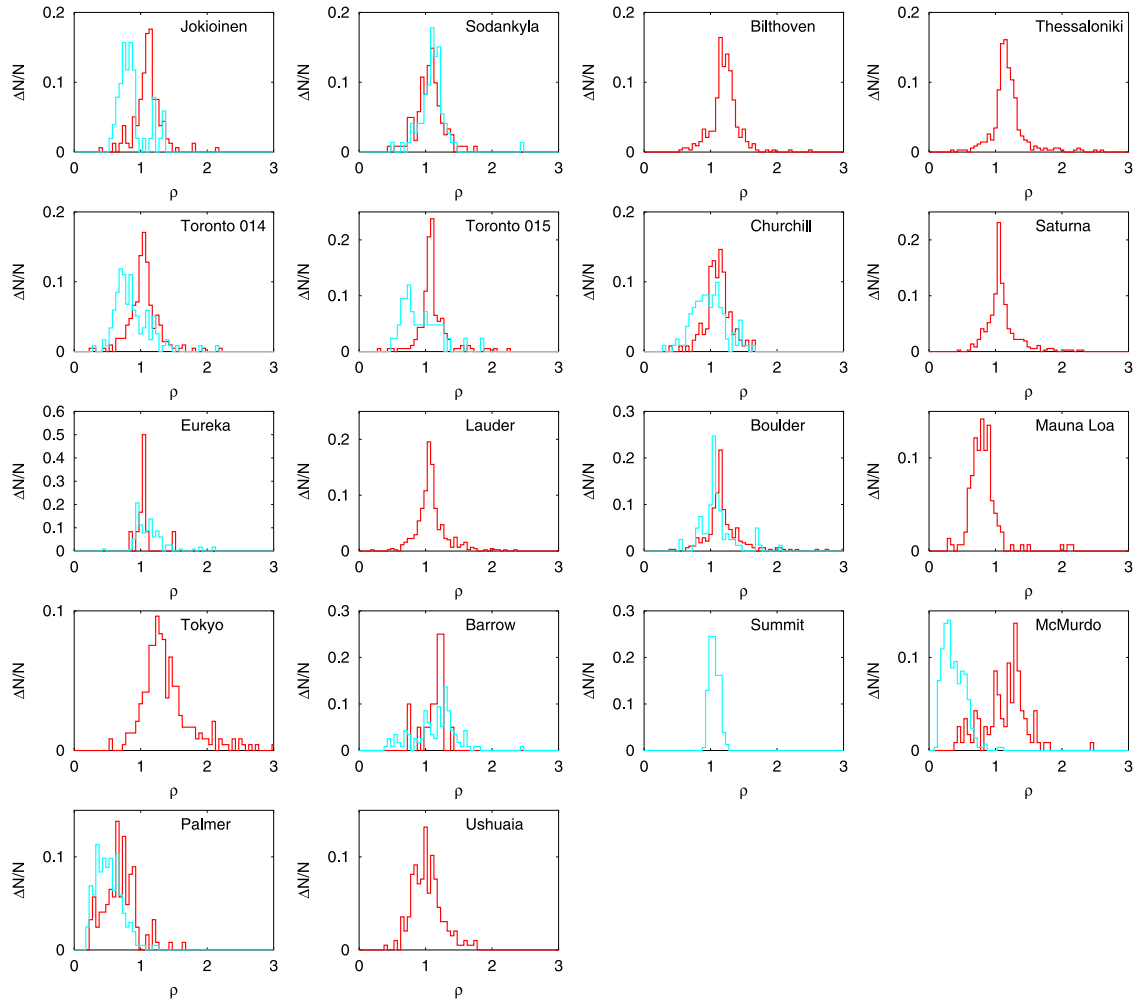 Jokioinen
ΔN/N
0.2
0.1
0
0 1 2 3
ρ
Sodankyla
ΔN/N
0.2
0.1
0
0 1 2 3
ρ
Bilthoven
ΔN/N
0.2
0.1
0
0 1 2 3
ρ
Thessaloniki
ΔN/N
0.2
0.1
0
0 1 2 3
ρ
Toronto 014
ΔN/N
0.2
0.1
0
0 1 2 3
ρ
Toronto 015
ΔN/N
0.2
0.1
0
0 1 2 3
ρ
Churchill
ΔN/N
0.2
0.1
0
0 1 2 3
ρ
Saturna
ΔN/N
0.2
0.1
0
0 1 2 3
ρ
Eureka
ΔN/N
0.6
0.5
0.4
0.3
0.2
0.1
0
0 1 2 3
ρ
Lauder
ΔN/N
0.2
0.1
0
0 1 2 3
ρ
Boulder
ΔN/N
0.3
0.2
0.1
0
0 1 2 3
ρ
Mauna Loa
ΔN/N
0.1
0
0 1 2 3
ρ
Tokyo
ΔN/N
0.1
0
0 1 2 3
ρ
Barrow
ΔN/N
0.3
0.2
0.1
0
0 1 2 3
ρ
Summit
ΔN/N
0.3
0.2
0.1
0
0 1 2 3
ρ
McMurdo
ΔN/N
0.1
0
0 1 2 3
ρ
Palmer
ΔN/N
0.1
0
0 1 2 3
ρ
Ushuaia
ΔN/N
0.1
0
0 1 2 3
ρ